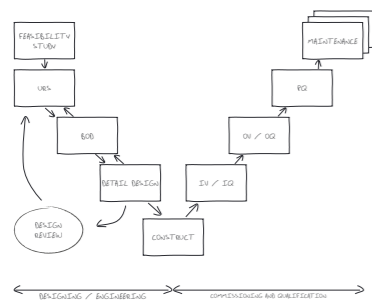 FEASIBILITY
STUDY
URS
BOD
DETAIL DESIGN
DESIGN
REVIEW
CONSTRUCT
IV / IQ
OV / OQ
PQ
MAINTENANCE
DESIGNING / ENGINEERING
COMMISSIONING AND QUALIFICATION